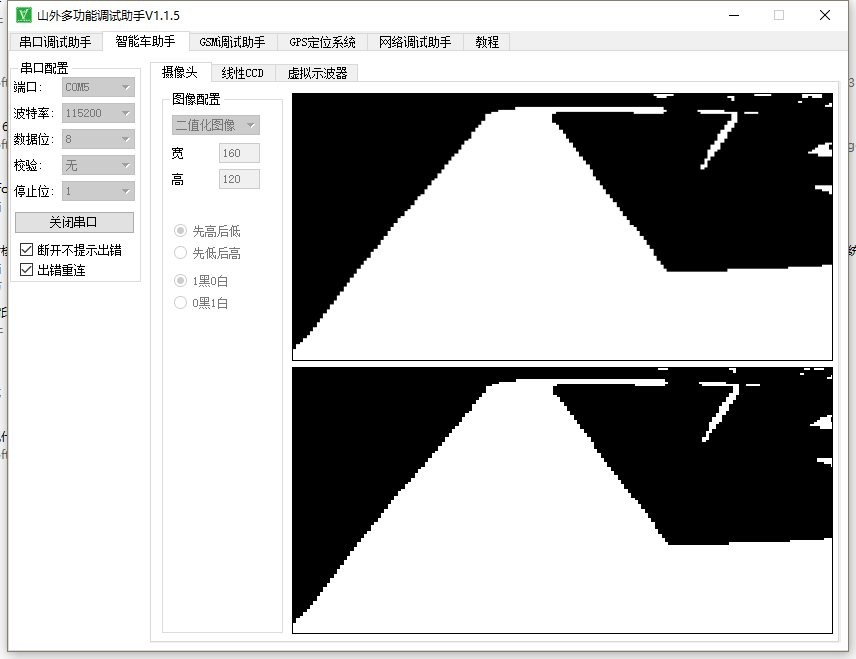 山外多功能调试助手V1.1.5
串口调试助手 智能车助手 GSM调试助手 GPS定位系统 网络调试助手 教程
串口配置
端口: COM5
波特率: 115200
数据位: 8
校验: 无
停止位: 1
关闭串口
断开不提示出错
出错重连
摄像头 线性CCD 虚拟示波器
图像配置
二值化图像
宽 160
高 120
先高后低
先低后高
1黑0白
0黑1白